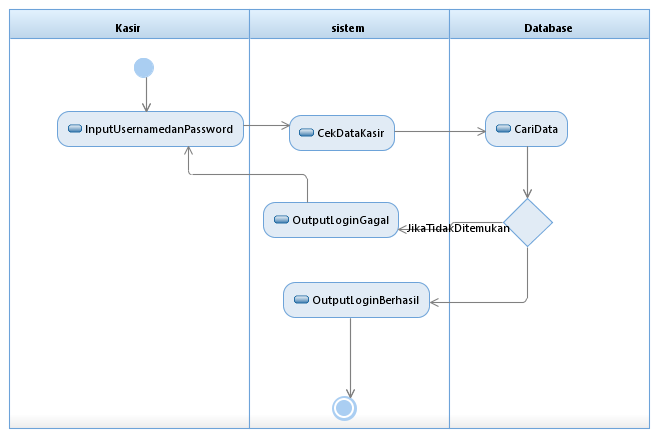 Kasir
sistem
Database
InputUsernamedanPassword
CekDataKasir
CariData
OutputLoginGagal
JikaTidakDitemukan
OutputLoginBerhasil